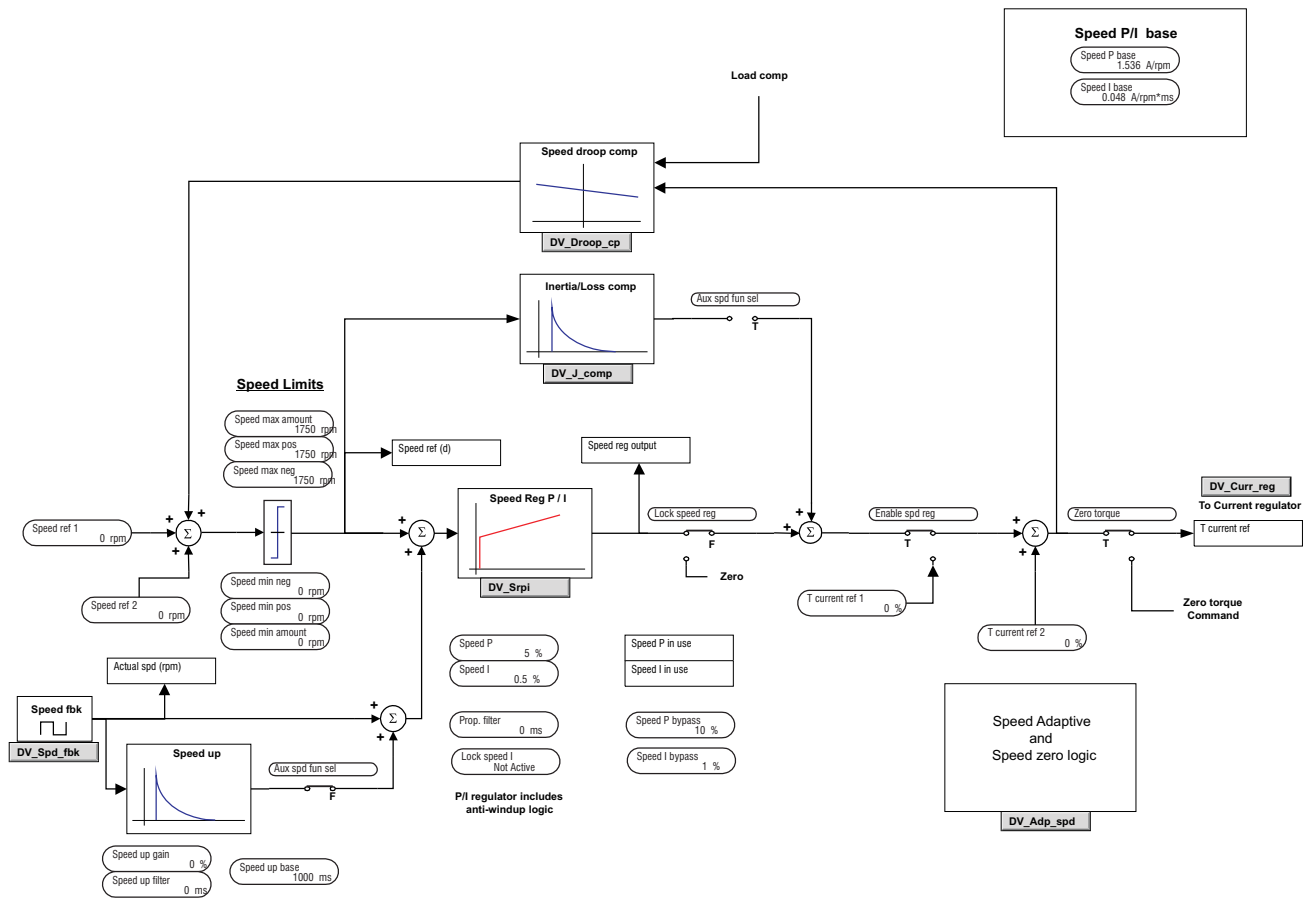 Speed P/I base
Speed P base
1.536 A/rpm
Speed I base
0.048 A/rpm*ms
Load comp
Speed droop comp
DV_Droop_cp
Inertia/Loss comp
DV_J_comp
Aux spd fun sel
T
Speed Limits
Speed max amount
1750 rpm
Speed max pos
1750 rpm
Speed max neg
1750 rpm
Speed ref (d)
Speed reg output
DV_Curr_reg
To Current regulator
T current ref
Speed ref 1
0 rpm
+
+
+
Σ
Speed ref 2
0 rpm
Speed min neg
0 rpm
Speed min pos
0 rpm
Speed min amount
0 rpm
+
+
Σ
Speed Reg P / I
DV_Srpi
Lock speed reg
F
Zero
+
+
Σ
Enable spd reg
T
T current ref 1
0 %
+
+
Σ
T current ref 2
0 %
Zero torque
T
Zero torque
Command
Actual spd (rpm)
Speed fbk
DV_Spd_fbk
+
+
Σ
Speed up
Aux spd fun sel
F
Speed up gain
0 %
Speed up filter
0 ms
Speed up base
1000 ms
Speed P
5 %
Speed I
0.5 %
Prop. filter
0 ms
Lock speed I
Not Active
P/I regulator includes
anti-windup logic
Speed P in use
Speed I in use
Speed P bypass
10 %
Speed I bypass
1 %
Speed Adaptive
and
Speed zero logic
DV_Adp_spd